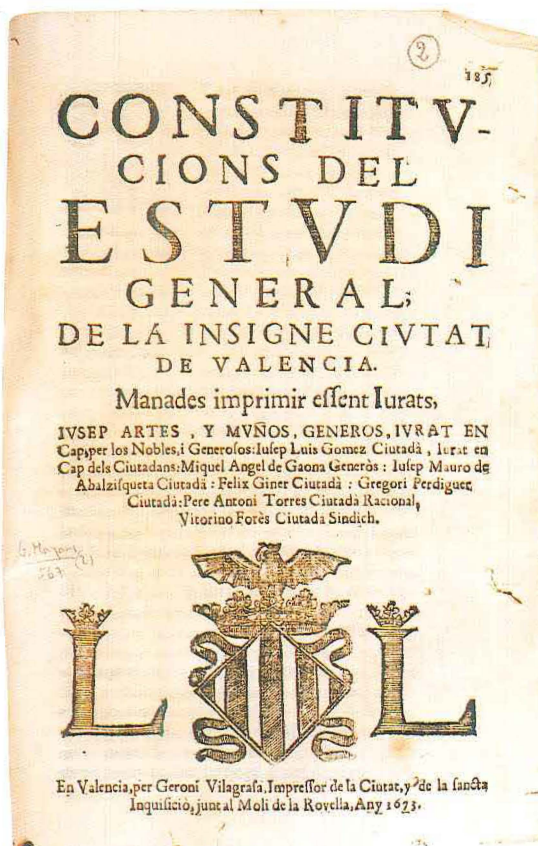 2
185
CONSTITV-
CIONS DEL
ESTVDI
GENERAL;
DE LA INSIGNE CIVTAT,
DE VALENCIA.
Manades imprimir eſſent Iurats,
IVSEP ARTES, Y MVÑOS, GENEROS, IVRAT EN
Cap, per los Nobles, i Generoſos: Iuſep Luis Gomez Ciutadà, Iurat en
Cap dels Ciutadans: Miquel Angel de Gaona Generòs: Iuſep Mauro de
Abalziſqueta Ciutadà: Felix Giner Ciutadà: Gregori Perdiguer,
Ciutadà: Pere Antoni Torres Ciutadà Racional,
Vitorino Forès Ciutadà Sindich.
G. Mayans
567 (2)
L L
En Valencia, per Geroni Vilagraſa, Impreſſor de la Ciutat, y de la ſancta
Inquiſiciò, junt al Moli de la Rovella, Any 1673.